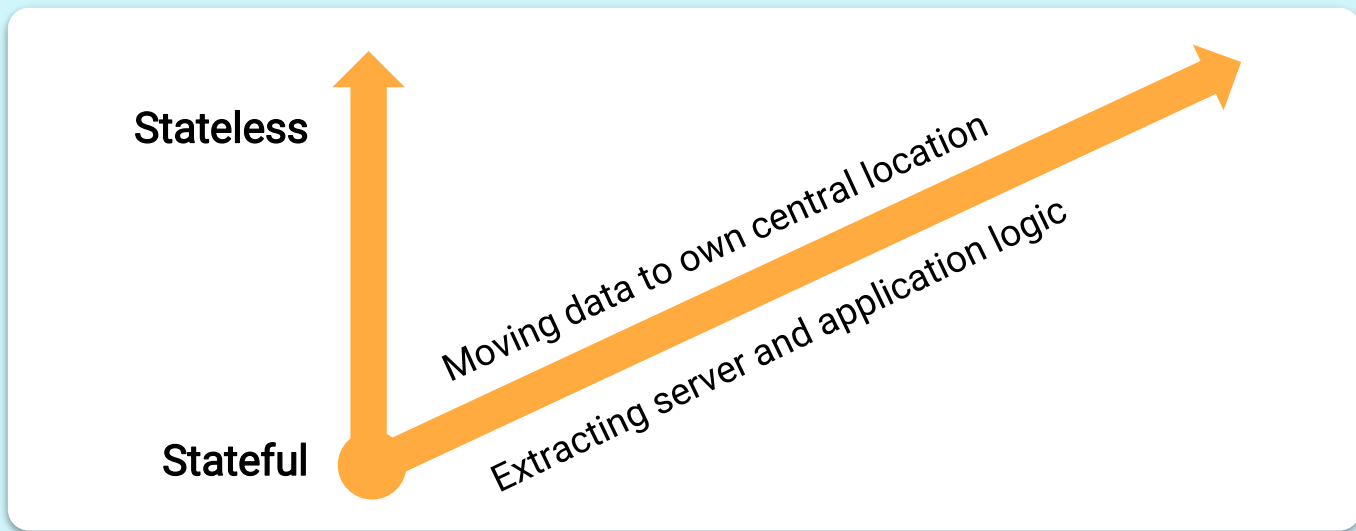 Stateless
Moving data to own central location
Extracting server and application logic
Stateful